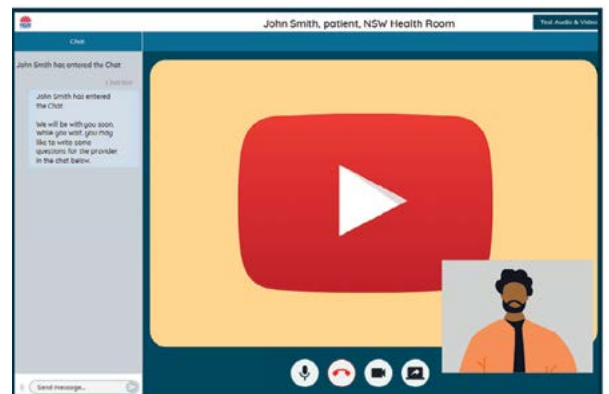 John Smith, patient, NSW Health Room
Test Audio & Video
Chat
John Smith has entered the Chat
John Smith has entered
the Chat
We will be with you soon.
While you wait, you may
like to write some
questions for the provider
in the chat below.
Send message...